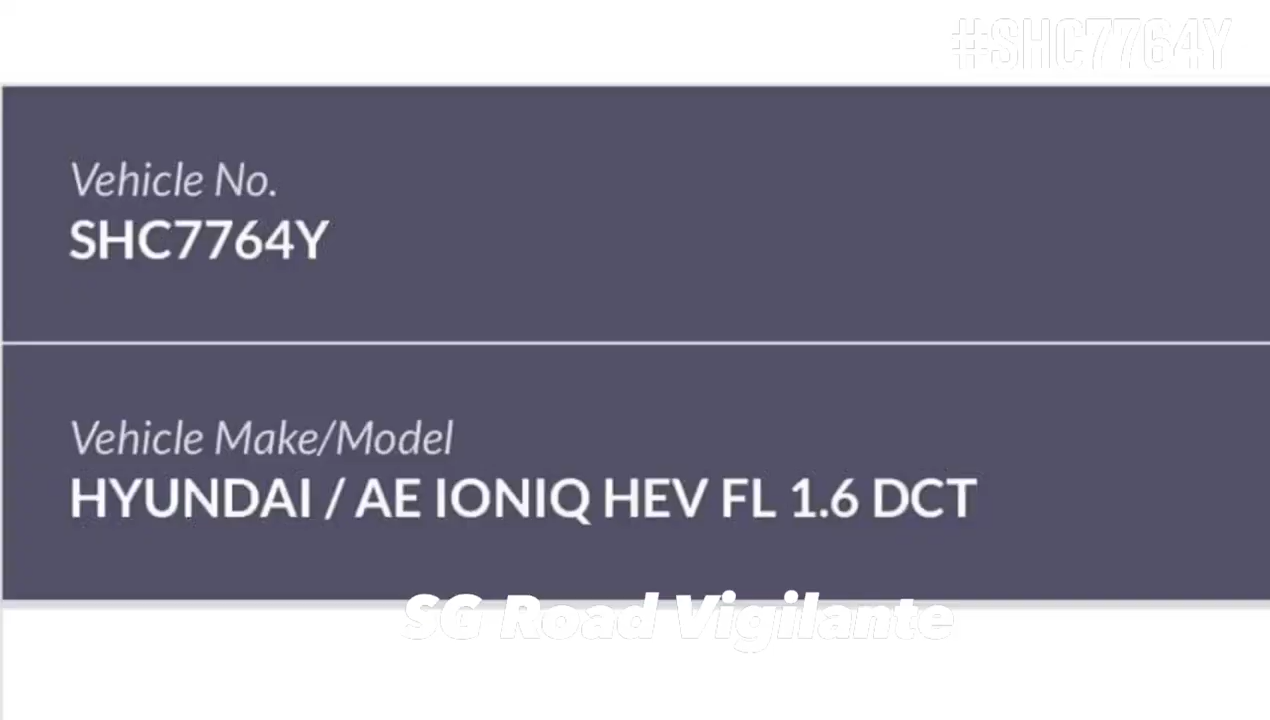 #SHC7764Y
Vehicle No.
SHC7764Y
Vehicle Make/Model
HYUNDAI / AE IONIQ HEV FL 1.6 DCT
SG Road Vigilante